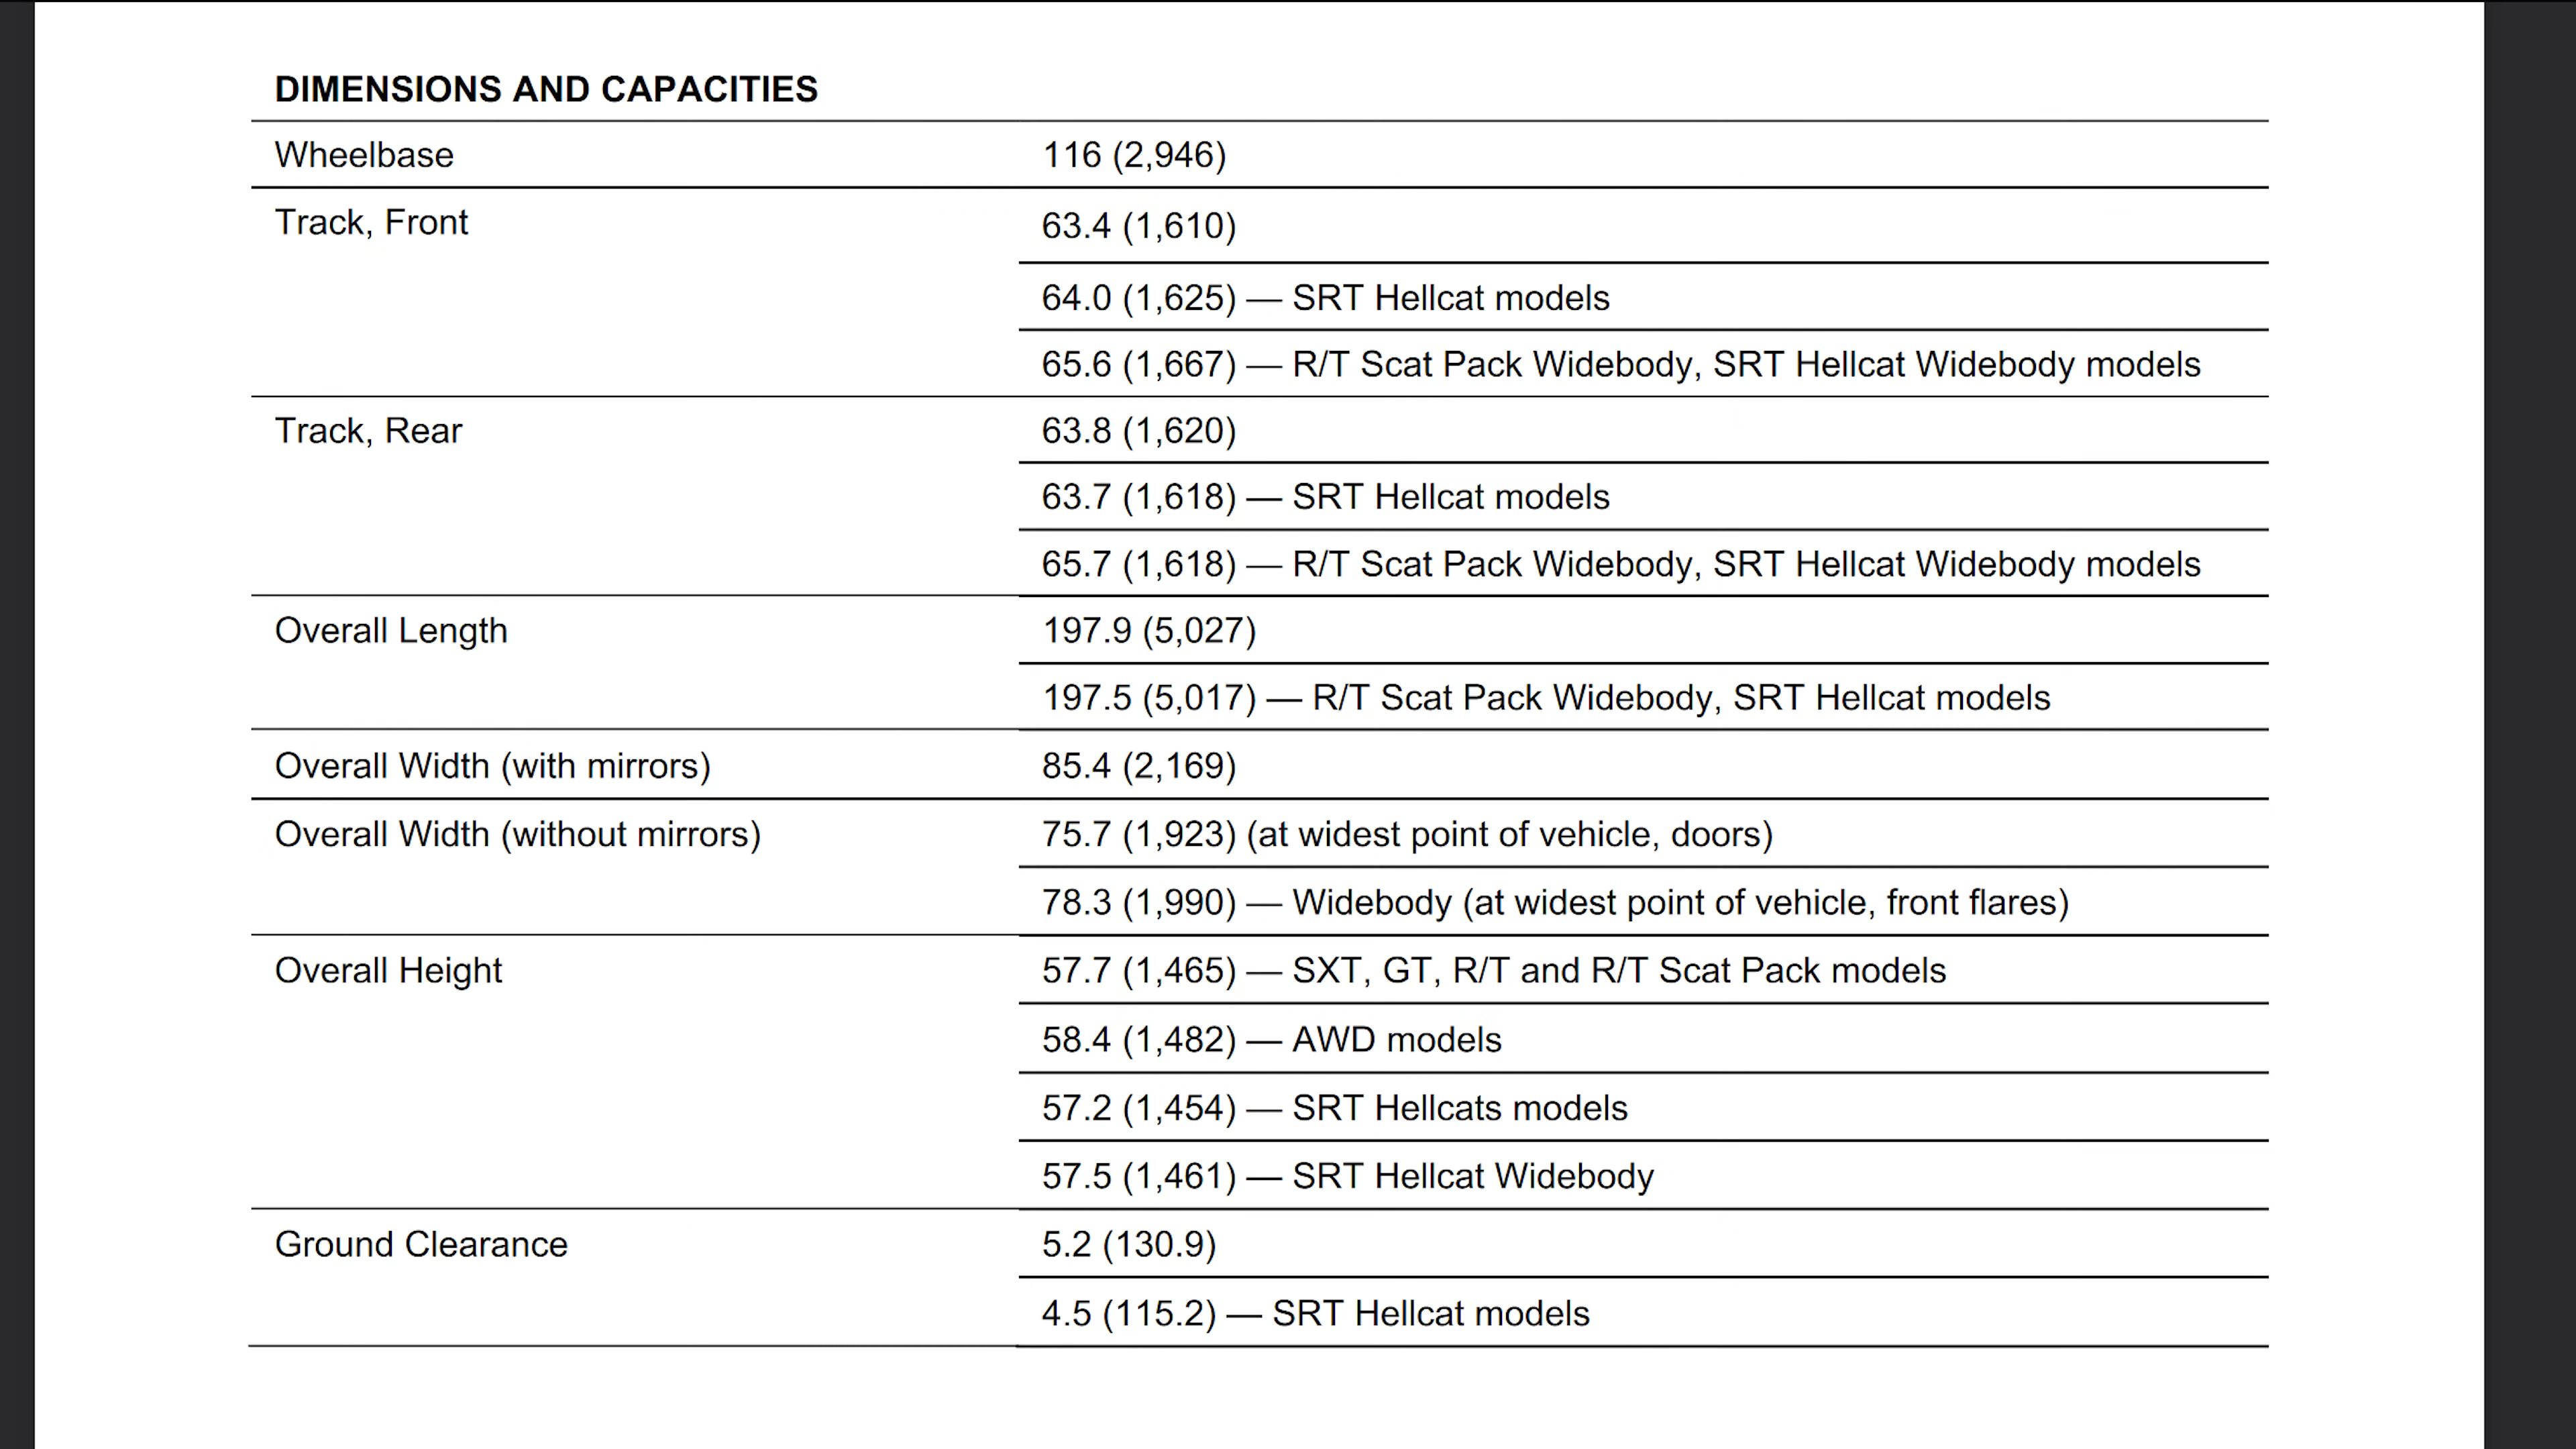 DIMENSIONS AND CAPACITIES
Wheelbase 116 (2,946)
Track, Front 63.4 (1,610)
64.0 (1,625) — SRT Hellcat models
65.6 (1,667) — R/T Scat Pack Widebody, SRT Hellcat Widebody models
Track, Rear 63.8 (1,620)
63.7 (1,618) — SRT Hellcat models
65.7 (1,618) — R/T Scat Pack Widebody, SRT Hellcat Widebody models
Overall Length 197.9 (5,027)
197.5 (5,017) — R/T Scat Pack Widebody, SRT Hellcat models
Overall Width (with mirrors) 85.4 (2,169)
Overall Width (without mirrors) 75.7 (1,923) (at widest point of vehicle, doors)
78.3 (1,990) — Widebody (at widest point of vehicle, front flares)
Overall Height 57.7 (1,465) — SXT, GT, R/T and R/T Scat Pack models
58.4 (1,482) — AWD models
57.2 (1,454) — SRT Hellcats models
57.5 (1,461) — SRT Hellcat Widebody
Ground Clearance 5.2 (130.9)
4.5 (115.2) — SRT Hellcat models